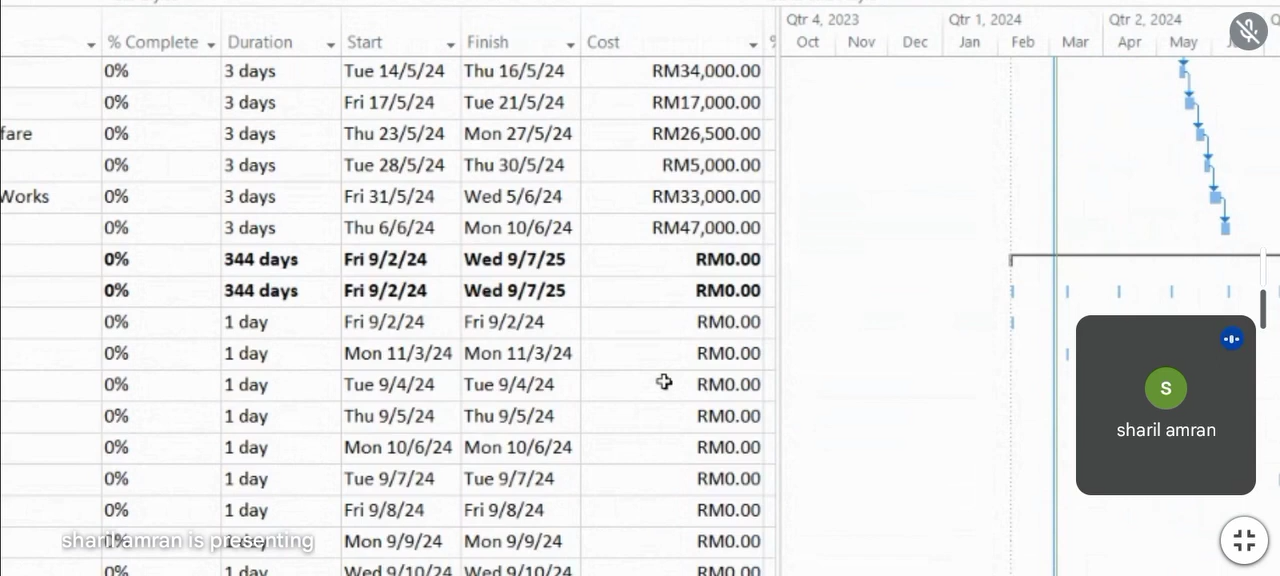 Qtr 4, 2023 Qtr 1, 2024 Qtr 2, 2024
% Complete Duration Start Finish Cost Oct Nov Dec Jan Feb Mar Apr May
0% 3 days Tue 14/5/24 Thu 16/5/24 RM34,000.00
0% 3 days Fri 17/5/24 Tue 21/5/24 RM17,000.00
fare 0% 3 days Thu 23/5/24 Mon 27/5/24 RM26,500.00
0% 3 days Tue 28/5/24 Thu 30/5/24 RM5,000.00
Works 0% 3 days Fri 31/5/24 Wed 5/6/24 RM33,000.00
0% 3 days Thu 6/6/24 Mon 10/6/24 RM47,000.00
0% 344 days Fri 9/2/24 Wed 9/7/25 RM0.00
0% 344 days Fri 9/2/24 Wed 9/7/25 RM0.00
0% 1 day Fri 9/2/24 Fri 9/2/24 RM0.00
0% 1 day Mon 11/3/24 Mon 11/3/24 RM0.00
0% 1 day Tue 9/4/24 Tue 9/4/24 RM0.00
0% 1 day Thu 9/5/24 Thu 9/5/24 RM0.00
0% 1 day Mon 10/6/24 Mon 10/6/24 RM0.00
0% 1 day Tue 9/7/24 Tue 9/7/24 RM0.00
0% 1 day Fri 9/8/24 Fri 9/8/24 RM0.00
0% 1 day Mon 9/9/24 Mon 9/9/24 RM0.00
0% 1 day Wed 9/10/24 Wed 9/10/24 RM0.00
S
sharil amran
sharil amran is presenting